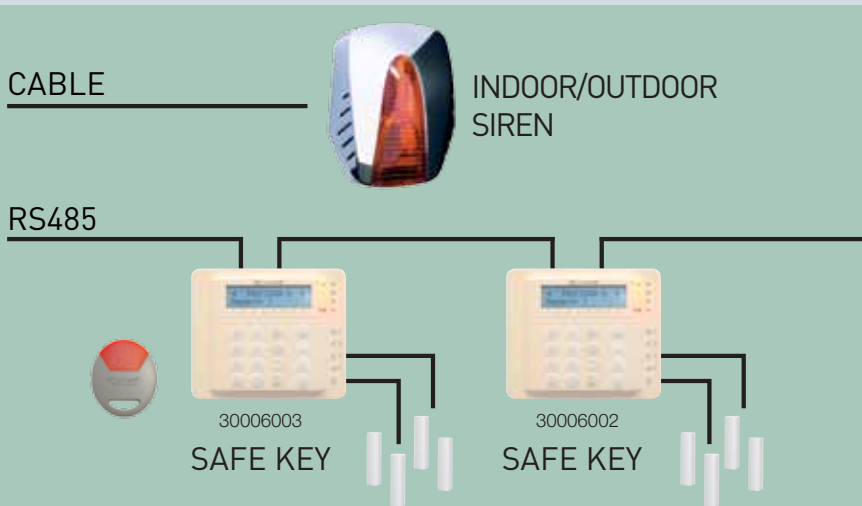 CABLE
INDOOR/OUTDOOR
SIREN
RS485
30006003
SAFE KEY
30006002
SAFE KEY